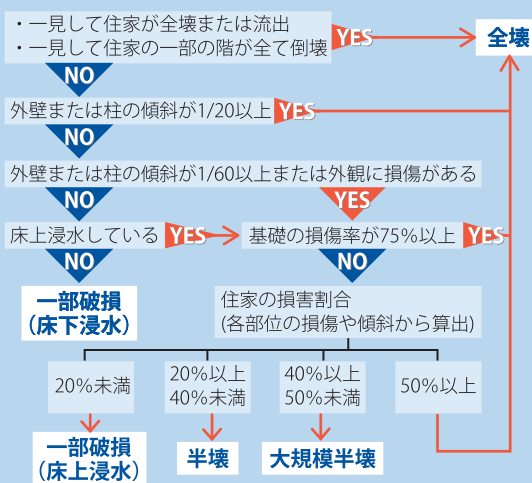 ・一見して住家が全壊または流出
・一見して住家の一部の階が全て倒壊
YES
全壊
NO
外壁または柱の傾斜が1/20以上
YES
NO
外壁または柱の傾斜が1/60以上または外観に損傷がある
NO
YES
床上浸水している
YES
基礎の損傷率が75%以上
YES
NO
NO
一部破損
（床下浸水）
住家の損害割合
(各部位の損傷や傾斜から算出)
20%未満
20%以上
40%未満
40%以上
50%未満
50%以上
一部破損
（床上浸水）
半壊
大規模半壊